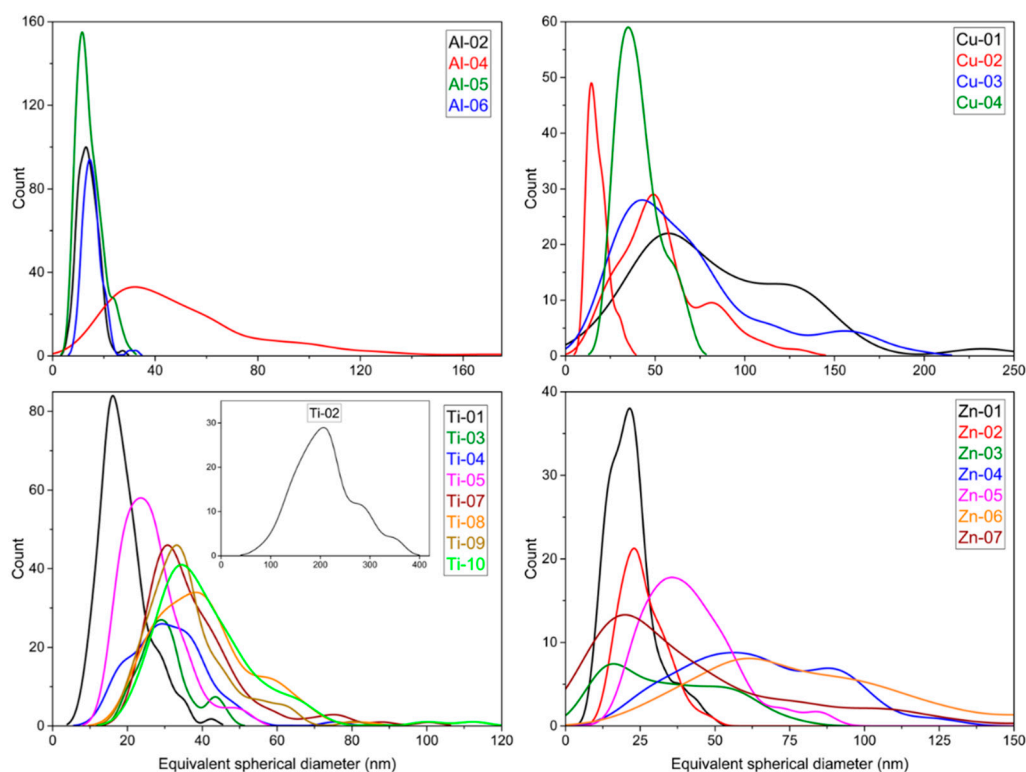 160
120
80
40
0
0
40
80
120
160
Count
Al-02
Al-04
Al-05
Al-06
60
50
40
30
20
10
0
0
50
100
150
200
250
Count
Cu-01
Cu-02
Cu-03
Cu-04
80
60
40
20
0
0
20
40
60
80
100
120
Count
Equivalent spherical diameter (nm)
Ti-02
30
20
10
0
0
100
200
300
400
Ti-01
Ti-03
Ti-04
Ti-05
Ti-07
Ti-08
Ti-09
Ti-10
40
30
20
10
0
0
25
50
75
100
125
150
Count
Equivalent spherical diameter (nm)
Zn-01
Zn-02
Zn-03
Zn-04
Zn-05
Zn-06
Zn-07